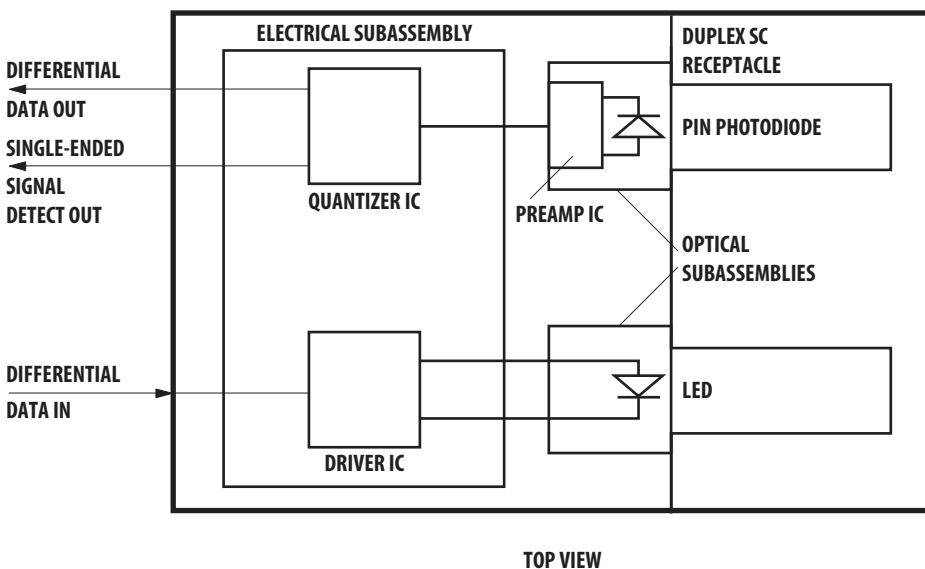 ELECTRICAL SUBASSEMBLY
DUPLEX SC
RECEPTACLE
DIFFERENTIAL
DATA OUT
SINGLE-ENDED
SIGNAL
DETECT OUT
QUANTIZER IC
PREAMP IC
PIN PHOTODIODE
OPTICAL
SUBASSEMBLIES
DIFFERENTIAL
DATA IN
DRIVER IC
LED
TOP VIEW